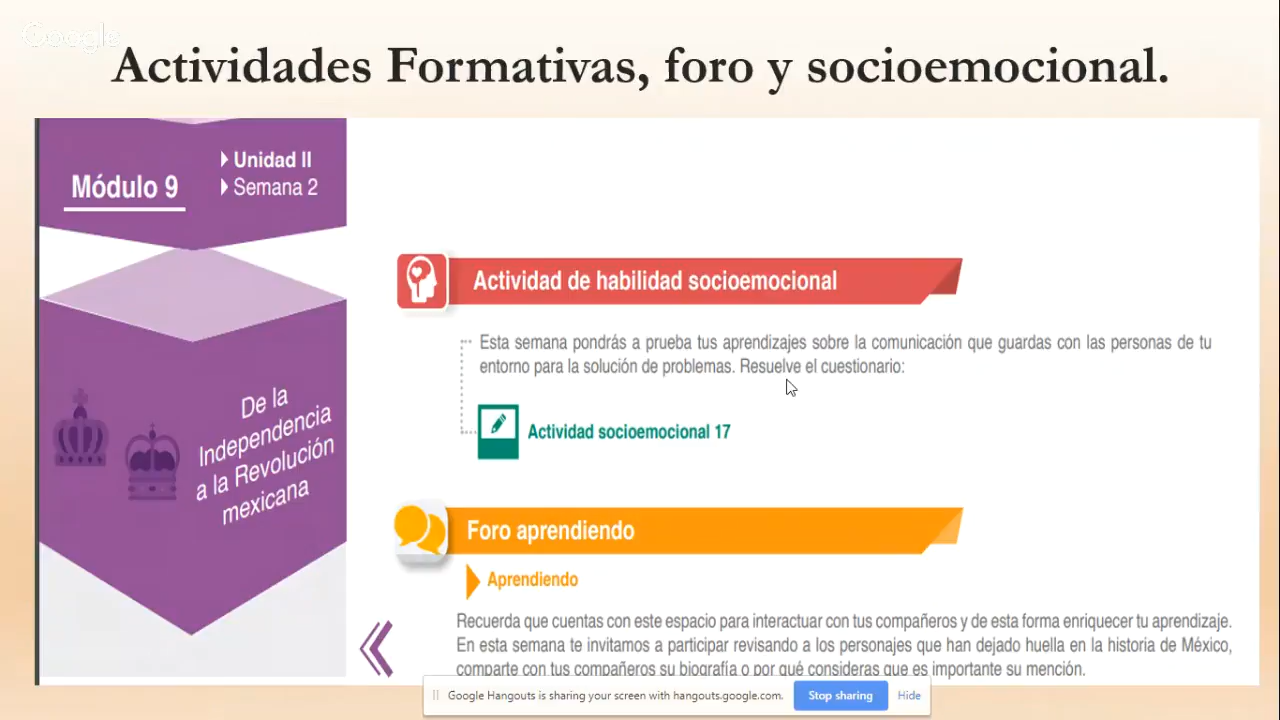 Google
Actividades Formativas, foro y socioemocional.
Módulo 9
Unidad II
Semana 2
De la
Independencia
a la Revolución
mexicana
Actividad de habilidad socioemocional
Esta semana pondrás a prueba tus aprendizajes sobre la comunicación que guardas con las personas de tu
entorno para la solución de problemas. Resuelve el cuestionario:
Actividad socioemocional 17
Foro aprendiendo
Aprendiendo
Recuerda que cuentas con este espacio para interactuar con tus compañeros y de esta forma enriquecer tu aprendizaje.
En esta semana te invitamos a participar revisando a los personajes que han dejado huella en la historia de México,
comparte con tus compañeros su biografía o por qué consideras que es importante su mención.
Google Hangouts is sharing your screen with hangouts.google.com.
Stop sharing
Hide